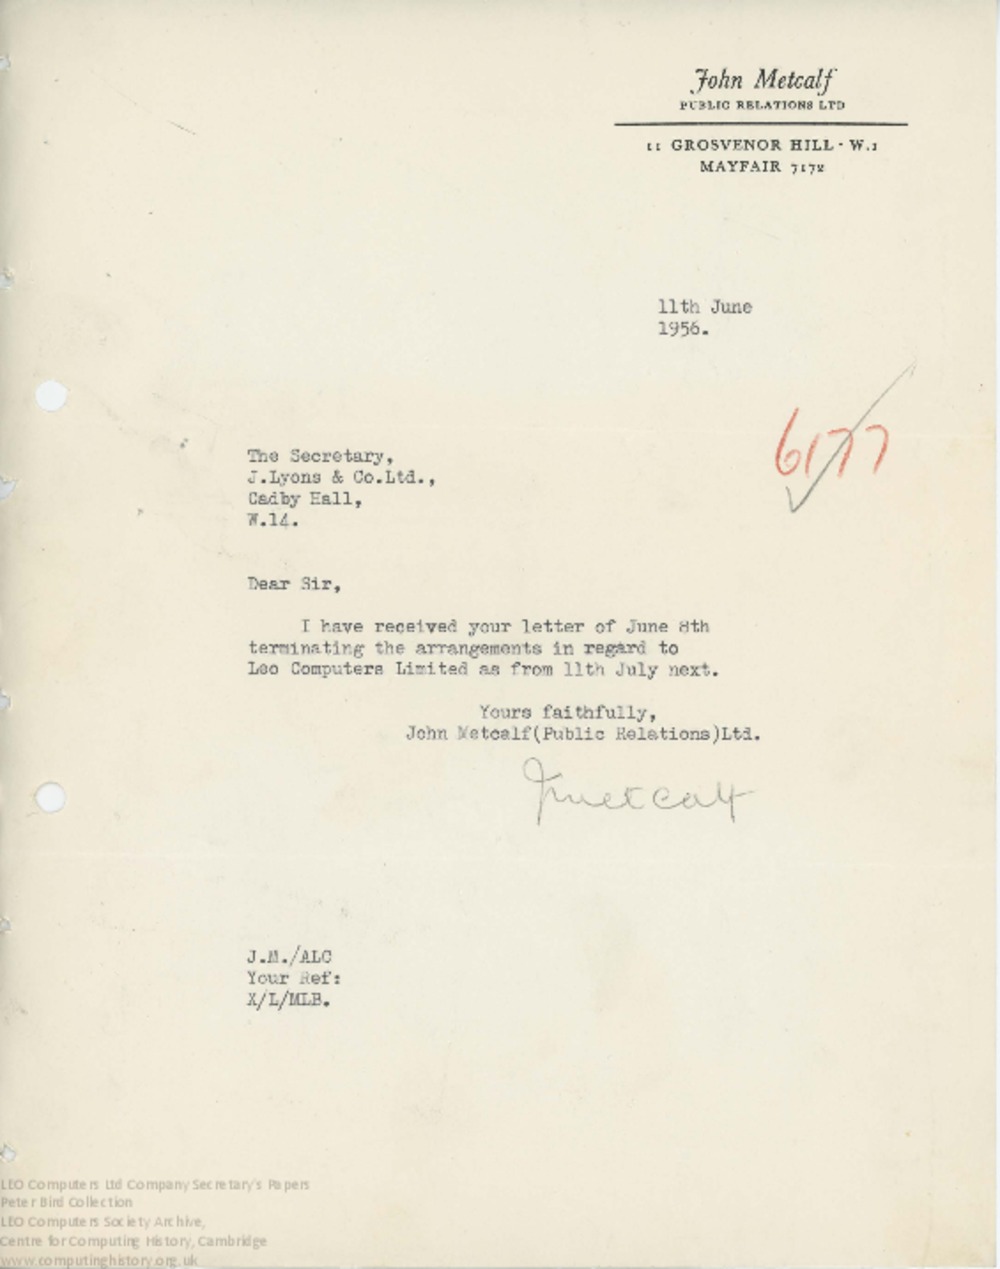 John Metcalf
PUBLIC RELATIONS LTD
11 GROSVENOR HILL · W.1
MAYFAIR 7172
11th June
1956.
6177
The Secretary,
J.Lyons & Co.Ltd.,
Cadby Hall,
W.14.
Dear Sir,
I have received your letter of June 8th
terminating the arrangements in regard to
Leo Computers Limited as from 11th July next.
Yours faithfully,
John Metcalf(Public Relations)Ltd.
JMetcalf
J.M./ALC
Your Ref:
X/L/MLB.
LEO Computers Ltd Company Secretary's Papers
Peter Bird Collection
LEO Computers Society Archive,
Centre for Computing History, Cambridge
www.computinghistory.org.uk